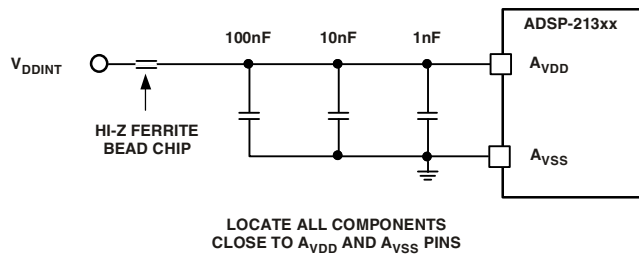 ADSP-213xx
100nF 10nF 1nF
V_DDINT
A_VDD
HI-Z FERRITE
BEAD CHIP
A_VSS
LOCATE ALL COMPONENTS
CLOSE TO A_VDD AND A_VSS PINS